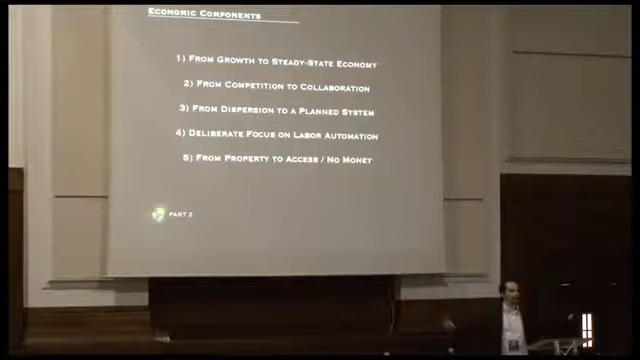 Economic Components
1) From Growth to Steady-State Economy
2) From Competition to Collaboration
3) From Dispersion to a Planned System
4) Deliberate Focus on Labor Automation
5) From Property to Access / No Money
Part 2